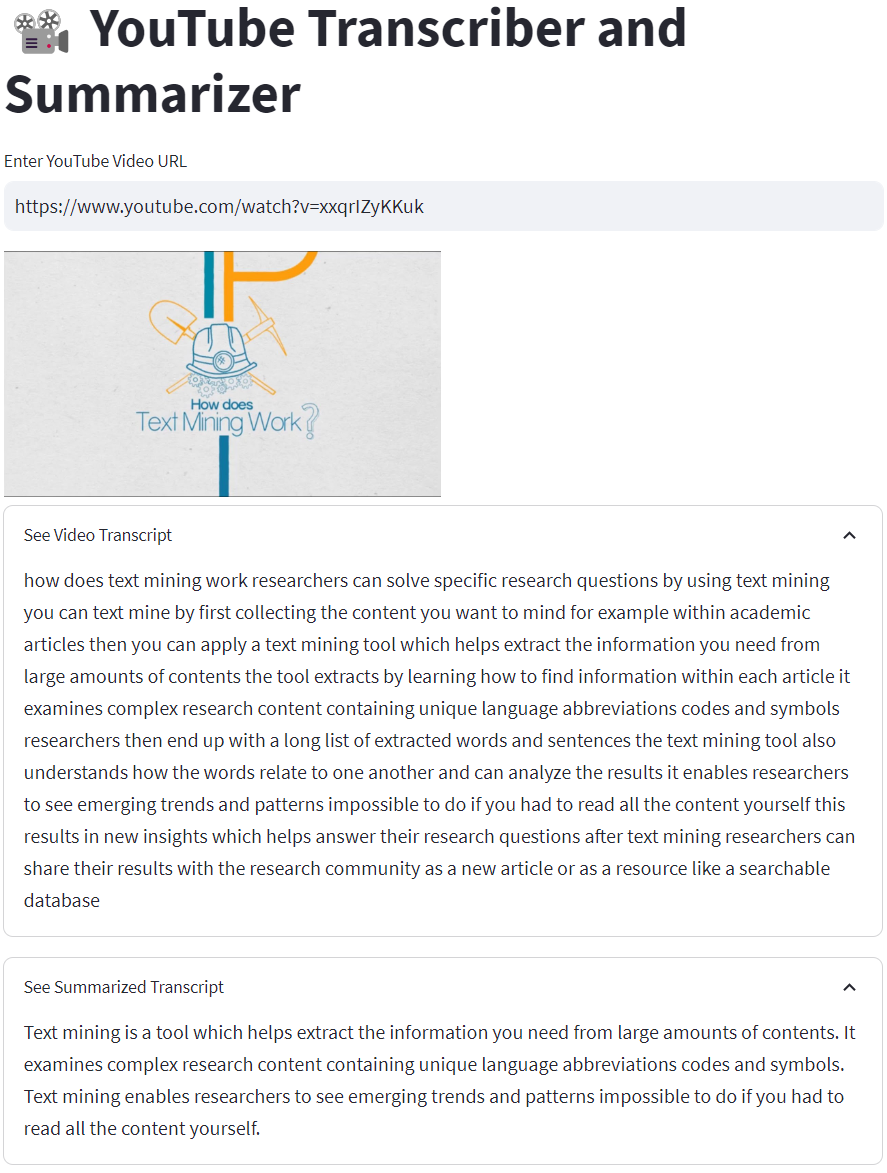 YouTube Transcriber and
Summarizer
Enter YouTube Video URL
https://www.youtube.com/watch?v=xxqrIZyKKuk
How does
Text Mining Work?
See Video Transcript
how does text mining work researchers can solve specific research questions by using text mining
you can text mine by first collecting the content you want to mind for example within academic
articles then you can apply a text mining tool which helps extract the information you need from
large amounts of contents the tool extracts by learning how to find information within each article it
examines complex research content containing unique language abbreviations codes and symbols
researchers then end up with a long list of extracted words and sentences the text mining tool also
understands how the words relate to one another and can analyze the results it enables researchers
to see emerging trends and patterns impossible to do if you had to read all the content yourself this
results in new insights which helps answer their research questions after text mining researchers can
share their results with the research community as a new article or as a resource like a searchable
database
See Summarized Transcript
Text mining is a tool which helps extract the information you need from large amounts of contents. It
examines complex research content containing unique language abbreviations codes and symbols.
Text mining enables researchers to see emerging trends and patterns impossible to do if you had to
read all the content yourself.